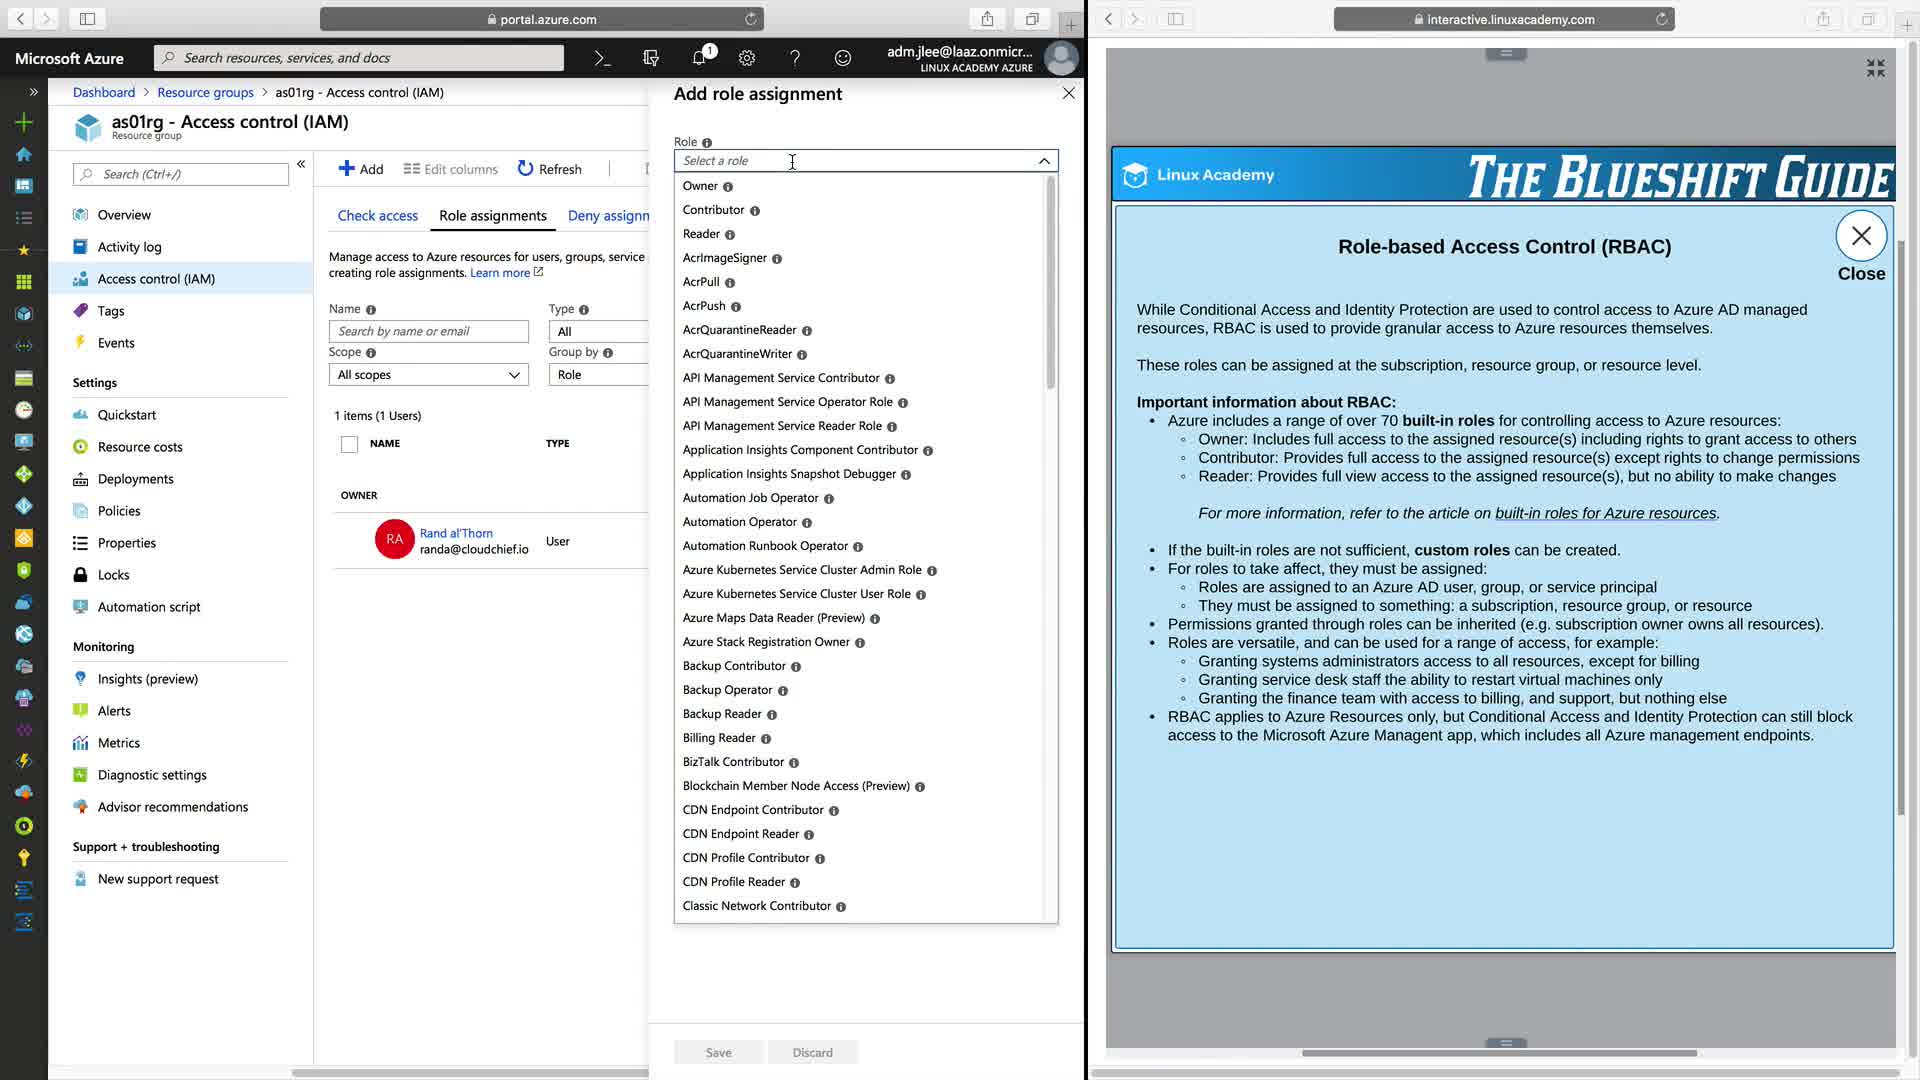 portal.azure.com
Microsoft Azure
Search resources, services, and docs
1
adm.jlee@laaz.onmicr...
LINUX ACADEMY AZURE
Dashboard > Resource groups > as01rg - Access control (IAM)
as01rg - Access control (IAM)
Resource group
Search (Ctrl+/)
Overview
Activity log
Access control (IAM)
Tags
Events
Settings
Quickstart
Resource costs
Deployments
Policies
Properties
Locks
Automation script
Monitoring
Insights (preview)
Alerts
Metrics
Diagnostic settings
Advisor recommendations
Support + troubleshooting
New support request
Add
Edit columns
Refresh
Check access
Role assignments
Deny assignn
Manage access to Azure resources for users, groups, service
creating role assignments. Learn more
Name
Type
Search by name or email
All
Scope
Group by
All scopes
Role
1 items (1 Users)
NAME
TYPE
OWNER
RA
Rand al'Thorn
randa@cloudchief.io
User
Add role assignment
Role
Select a role
Owner
Contributor
Reader
AcrImageSigner
AcrPull
AcrPush
AcrQuarantineReader
AcrQuarantineWriter
API Management Service Contributor
API Management Service Operator Role
API Management Service Reader Role
Application Insights Component Contributor
Application Insights Snapshot Debugger
Automation Job Operator
Automation Operator
Automation Runbook Operator
Azure Kubernetes Service Cluster Admin Role
Azure Kubernetes Service Cluster User Role
Azure Maps Data Reader (Preview)
Azure Stack Registration Owner
Backup Contributor
Backup Operator
Backup Reader
Billing Reader
BizTalk Contributor
Blockchain Member Node Access (Preview)
CDN Endpoint Contributor
CDN Endpoint Reader
CDN Profile Contributor
CDN Profile Reader
Classic Network Contributor
Save
Discard
interactive.linuxacademy.com
Linux Academy
THE BLUESHIFT GUIDE
Role-based Access Control (RBAC)
Close
While Conditional Access and Identity Protection are used to control access to Azure AD managed
resources, RBAC is used to provide granular access to Azure resources themselves.
These roles can be assigned at the subscription, resource group, or resource level.
Important information about RBAC:
• Azure includes a range of over 70 built-in roles for controlling access to Azure resources:
◦ Owner: Includes full access to the assigned resource(s) including rights to grant access to others
◦ Contributor: Provides full access to the assigned resource(s) except rights to change permissions
◦ Reader: Provides full view access to the assigned resource(s), but no ability to make changes
For more information, refer to the article on built-in roles for Azure resources.
• If the built-in roles are not sufficient, custom roles can be created.
• For roles to take affect, they must be assigned:
◦ Roles are assigned to an Azure AD user, group, or service principal
◦ They must be assigned to something: a subscription, resource group, or resource
• Permissions granted through roles can be inherited (e.g. subscription owner owns all resources).
• Roles are versatile, and can be used for a range of access, for example:
◦ Granting systems administrators access to all resources, except for billing
◦ Granting service desk staff the ability to restart virtual machines only
◦ Granting the finance team with access to billing, and support, but nothing else
• RBAC applies to Azure Resources only, but Conditional Access and Identity Protection can still block
access to the Microsoft Azure Managent app, which includes all Azure management endpoints.